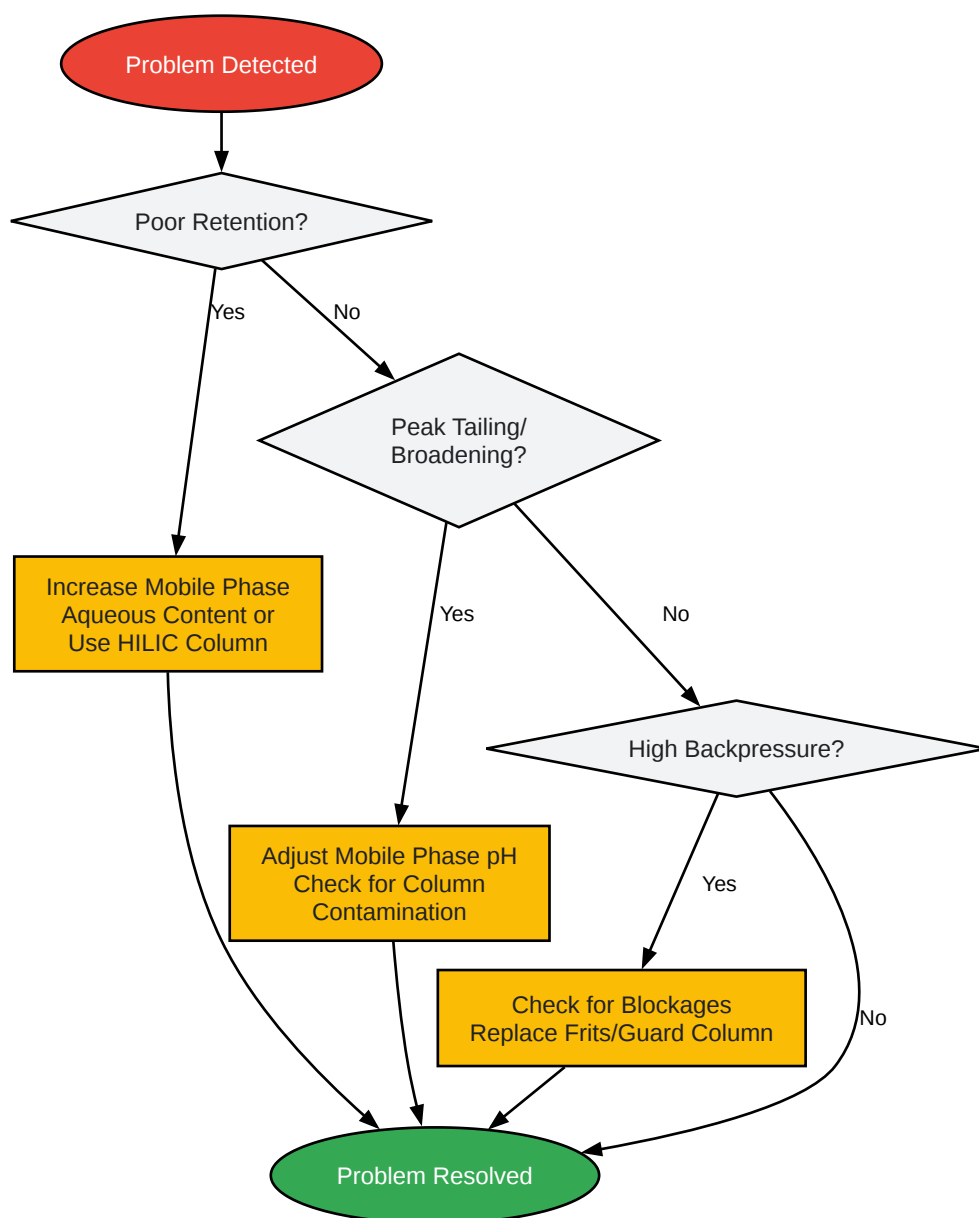 Problem Detected
Poor Retention?
Yes
No
Peak Tailing/
Broadening?
Increase Mobile Phase
Aqueous Content or
Use HILIC Column
Yes
No
High Backpressure?
Adjust Mobile Phase pH
Check for Column
Contamination
Yes
Check for Blockages
Replace Frits/Guard Column
No
Problem Resolved